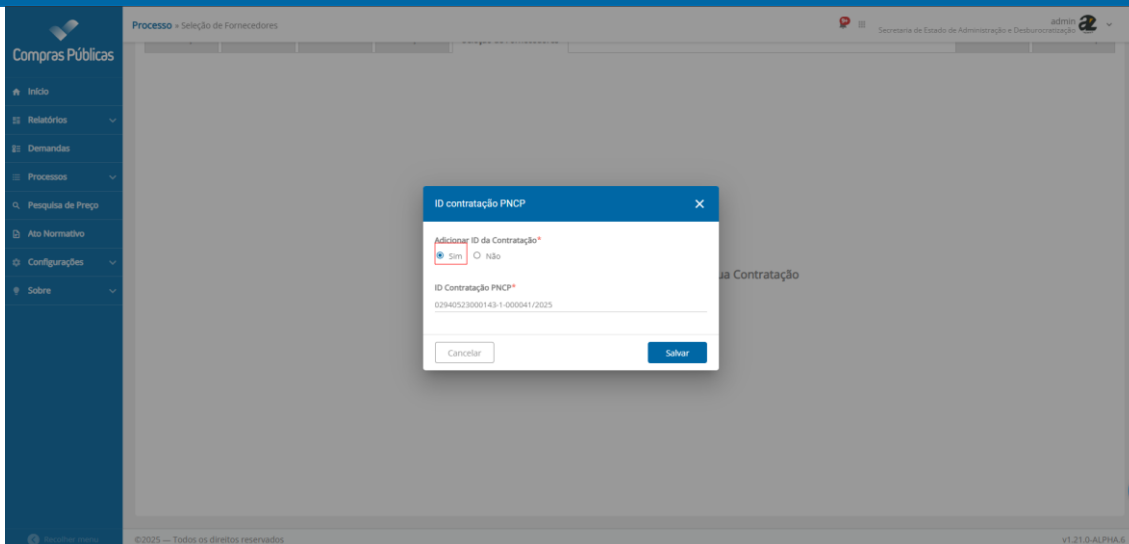 Processo » Seleção de Fornecedores
admin
Secretaria de Estado de Administração e Desburocratização
Compras Públicas
Início
Relatórios
Demandas
Processos
Pesquisa de Preço
Ato Normativo
Configurações
Sobre
ID contratação PNCP
Adicionar ID da Contratação*
Sim Não
ua Contratação
ID Contratação PNCP*
02940523000143-1-000041/2025
Cancelar Salvar
Recolher menu
©2025 — Todos os direitos reservados
v1.21.0-ALPHA.6